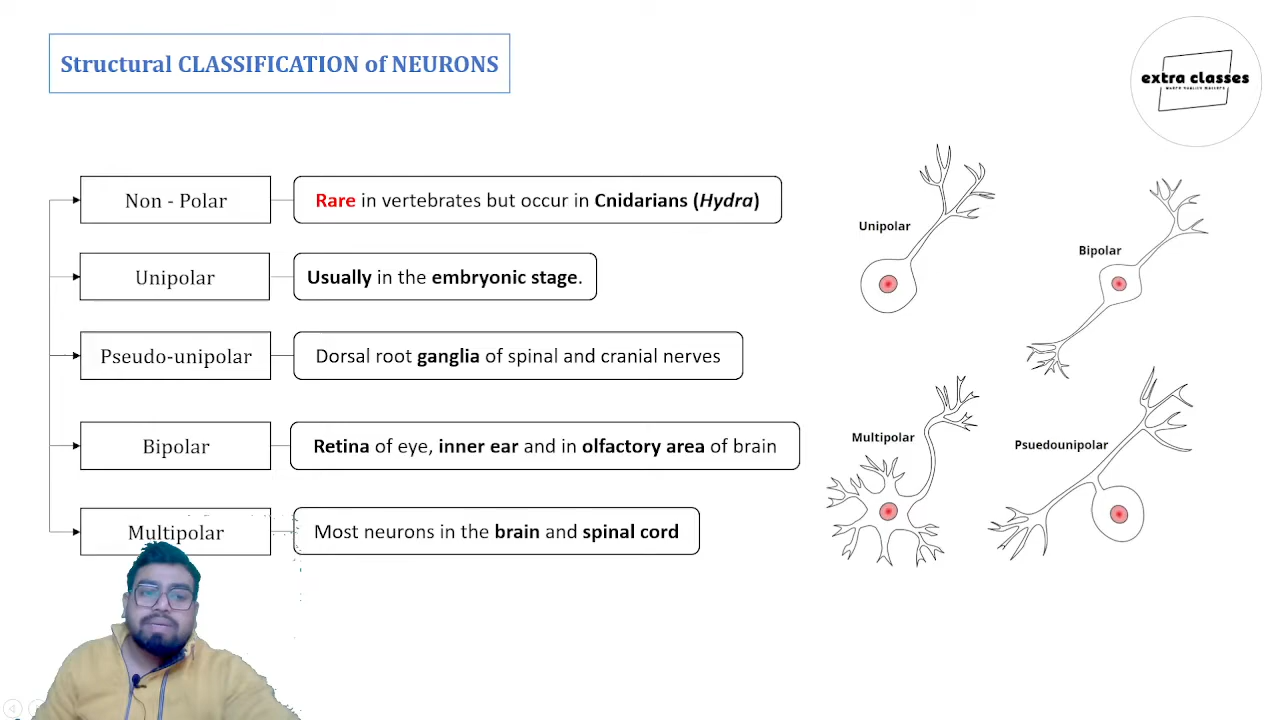 Structural CLASSIFICATION of NEURONS
extra classes
Non - Polar
Rare in vertebrates but occur in Cnidarians (Hydra)
Unipolar
Usually in the embryonic stage.
Pseudo-unipolar
Dorsal root ganglia of spinal and cranial nerves
Bipolar
Retina of eye, inner ear and in olfactory area of brain
Multipolar
Most neurons in the brain and spinal cord
Unipolar
Bipolar
Multipolar
Psuedounipolar